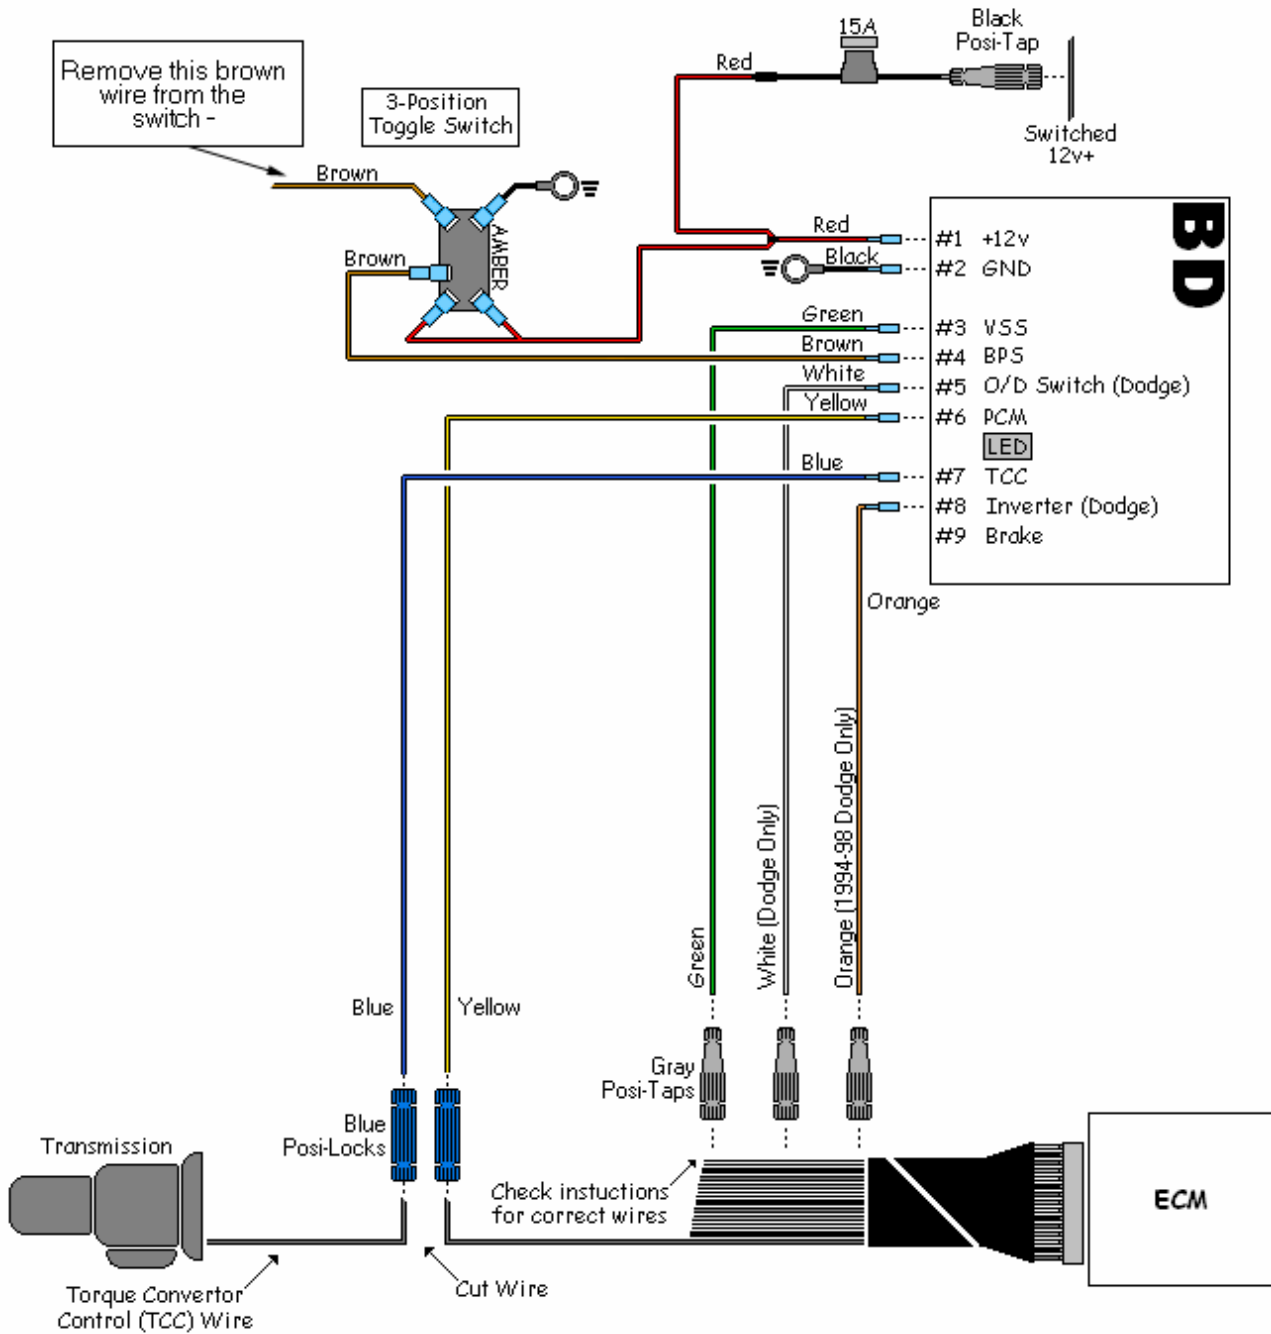 15A
Black
Posi-Tap
Red
Switched
12v+
Remove this brown
wire from the
switch -
3-Position
Toggle Switch
Brown
AMBER
Brown
BD
Red
#1 +12v
Black
#2 GND
Green
#3 VSS
Brown
#4 BPS
White
#5 O/D Switch (Dodge)
Yellow
#6 PCM
LED
Blue
#7 TCC
#8 Inverter (Dodge)
#9 Brake
Orange
Green
White (Dodge Only)
Orange (1994-98 Dodge Only)
Blue
Yellow
Gray
Posi-Taps
Blue
Posi-Locks
Transmission
Check instuctions
for correct wires
ECM
Cut Wire
Torque Convertor
Control (TCC) Wire